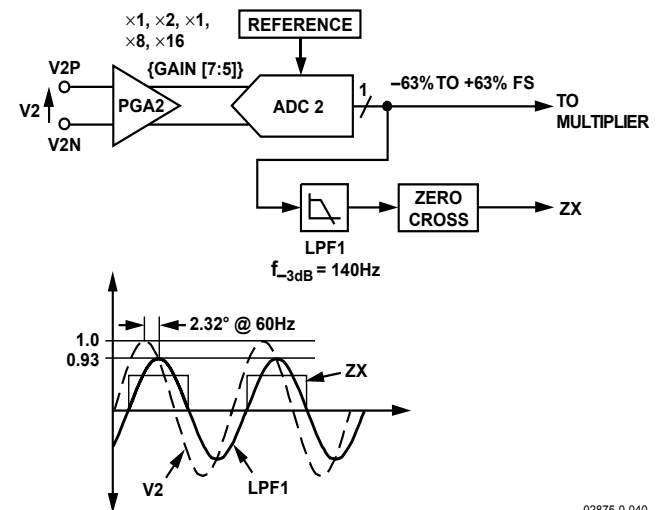 ×1, ×2, ×1,
×8, ×16
REFERENCE
V2P
{GAIN [7:5]}
V2
PGA2
ADC 2
1
–63% TO +63% FS
TO
MULTIPLIER
V2N
ZERO
CROSS
ZX
LPF1
f–3dB = 140Hz
2.32° @ 60Hz
1.0
0.93
ZX
V2
LPF1
02875-0-040